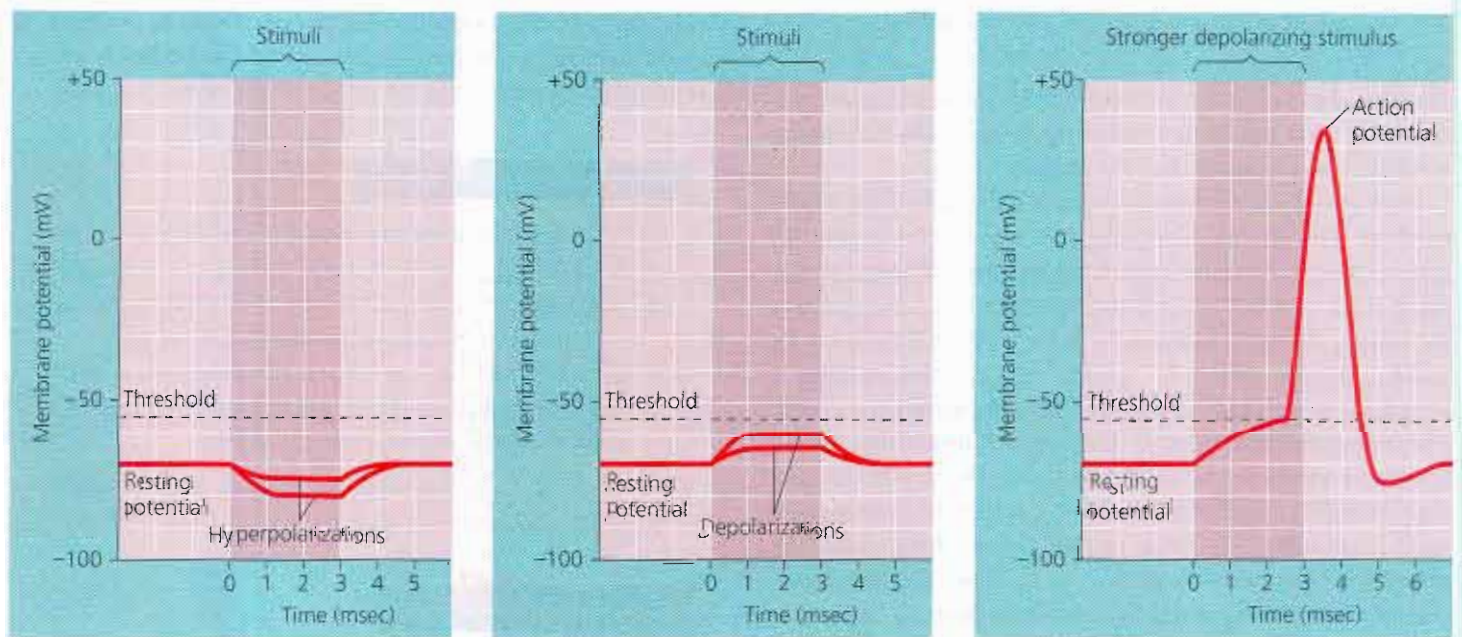 Stimuli
+50
0
−50
−100
Membrane potential (mV)
Threshold
Resting
potential
Hyperpolarizations
0 1 2 3 4 5
Time (msec)
Stimuli
+50
0
−50
−100
Membrane potential (mV)
Threshold
Resting
potential
Depolarizations
0 1 2 3 4 5
Time (msec)
Stronger depolarizing stimulus
+50
0
−50
−100
Membrane potential (mV)
Action
potential
Threshold
Resting
potential
0 1 2 3 4 5 6
Time (msec)